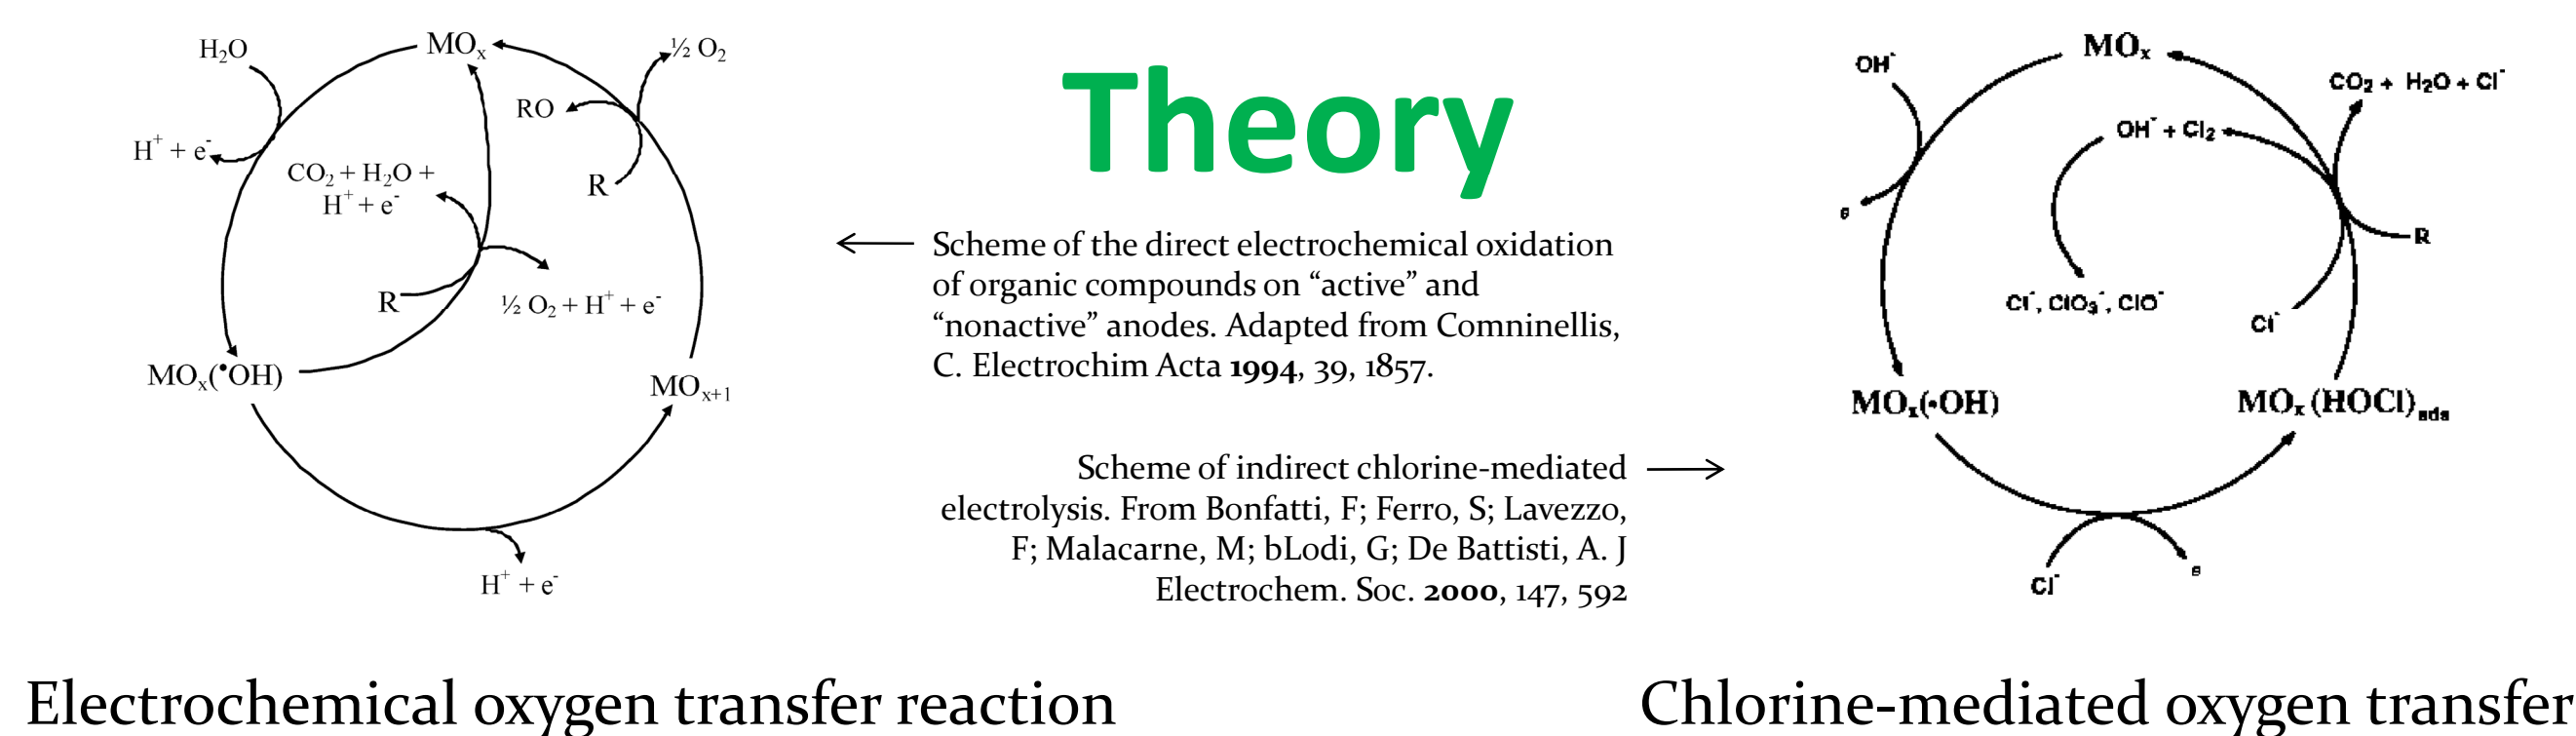 H₂O
MOₓ
½ O₂
RO
H⁺ + e⁻
CO₂ + H₂O +
H⁺ + e⁻
R
R
½ O₂ + H⁺ + e⁻
MOₓ(•OH)
MOₓ₊₁
H⁺ + e⁻
Theory
Scheme of the direct electrochemical oxidation
of organic compounds on “active” and
“nonactive” anodes. Adapted from Comninellis,
C. Electrochim Acta 1994, 39, 1857.
Scheme of indirect chlorine-mediated
electrolysis. From Bonfatti, F; Ferro, S; Lavezzo,
F; Malacarne, M; bLodi, G; De Battisti, A. J
Electrochem. Soc. 2000, 147, 592
MOₓ
OH⁻
CO₂ + H₂O + Cl⁻
OH⁻ + Cl₂
e
R
Cl⁻, ClO₃⁻, ClO⁻
Cl⁻
MOₓ(•OH)
MOₓ (HOCl)ads
Cl⁻
e
Electrochemical oxygen transfer reaction
Chlorine-mediated oxygen transfer